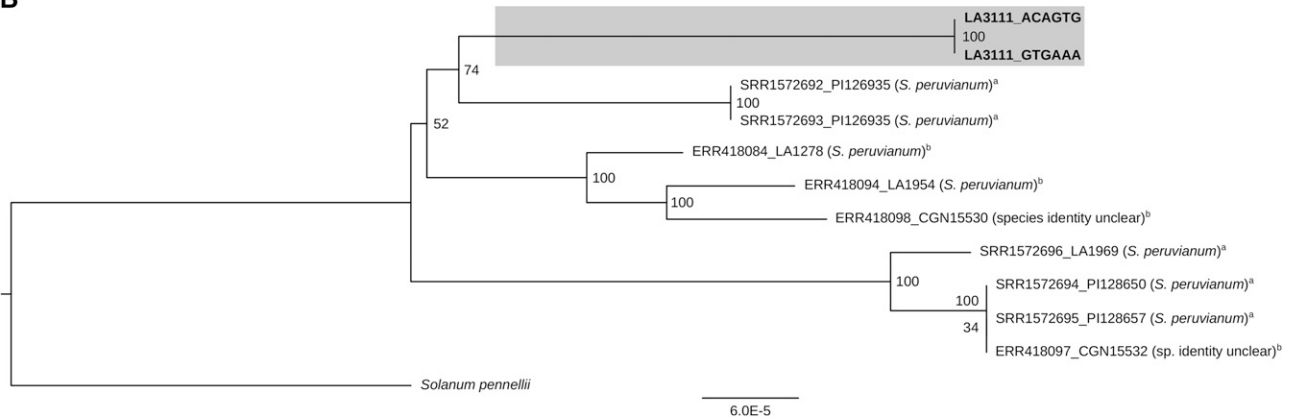 B
LA3111_ACAGTG
100
LA3111_GTGAAA
74
SRR1572692_PI126935 (S. peruvianum)ᵃ
100
SRR1572693_PI126935 (S. peruvianum)ᵃ
52
ERR418084_LA1278 (S. peruvianum)ᵇ
100
ERR418094_LA1954 (S. peruvianum)ᵇ
100
ERR418098_CGN15530 (species identity unclear)ᵇ
SRR1572696_LA1969 (S. peruvianum)ᵃ
100
SRR1572694_PI128650 (S. peruvianum)ᵃ
100
SRR1572695_PI128657 (S. peruvianum)ᵃ
34
ERR418097_CGN15532 (sp. identity unclear)ᵇ
Solanum pennellii
6.0E-5